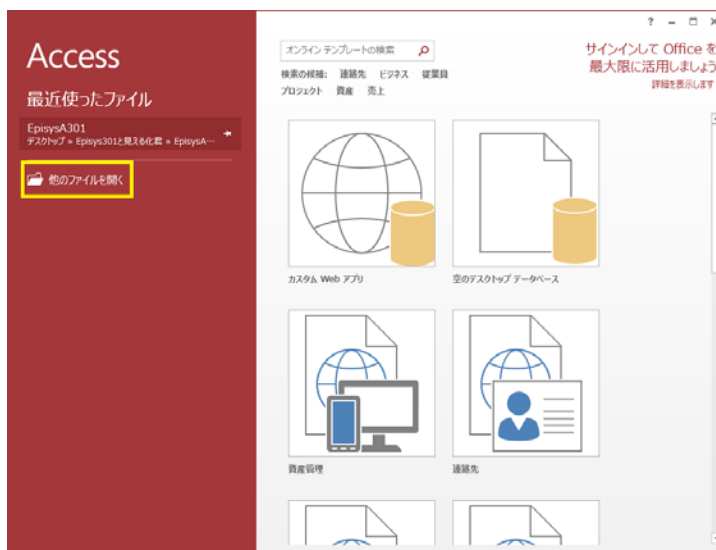 Access
最近使ったファイル
EpisysA301
デスクトップ » Episys301と見える化君 » EpisysA...
他のファイルを開く
オンライン テンプレートの検索
検索の候補: 連絡先 ビジネス 従業員
プロジェクト 資産 売上
? － □ ×
サインインして Office を
最大限に活用しましょう
詳細を表示します
カスタム Web アプリ
空のデスクトップ データベース
資産管理
連絡先